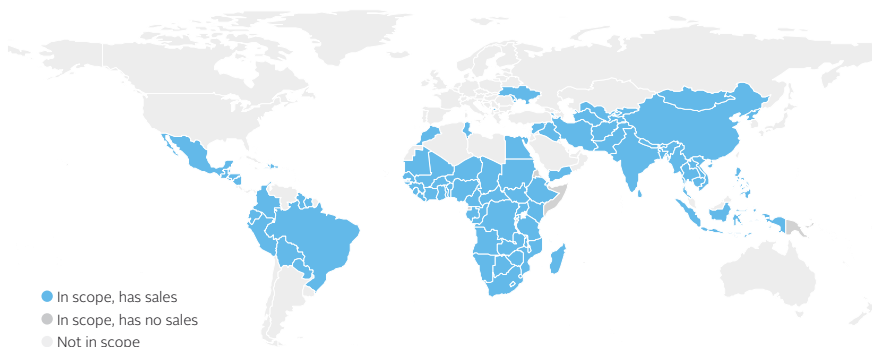 In scope, has sales
In scope, has no sales
Not in scope